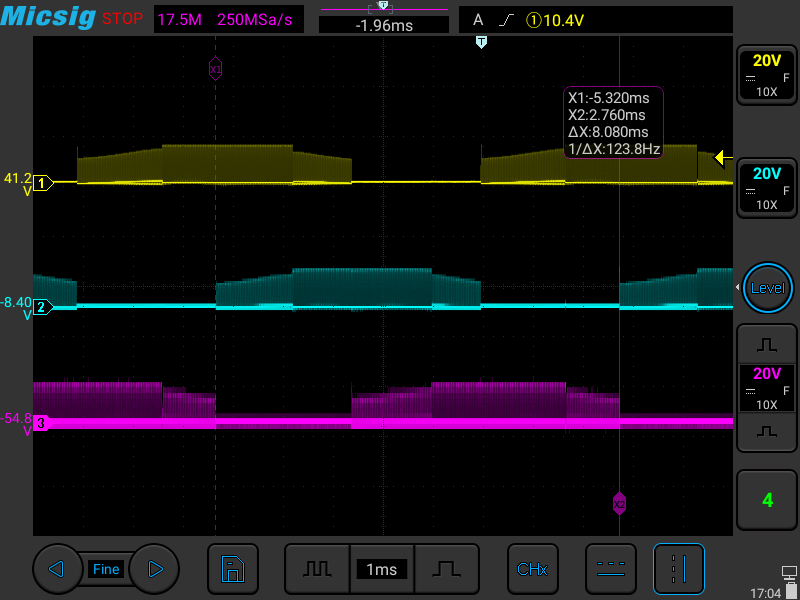 Micsig STOP 17.5M 250MSa/s T -1.96ms A 1 10.4V
T
X1
20V
F
10X
X1:-5.320ms
X2:2.760ms
ΔX:8.080ms
1/ΔX:123.8Hz
41.2 1
V
20V
F
10X
-8.40 2
V
Level
20V
F
10X
-54.8 3
V
X2
4
Fine 1ms CHx
17:04